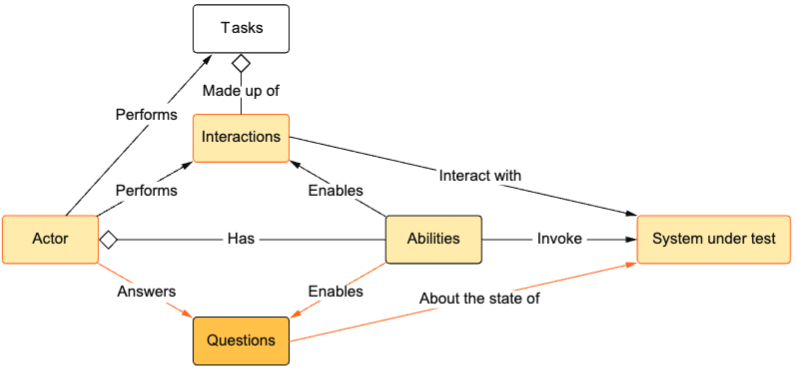 Tasks
Made up of
Performs
Interactions
Interact with
Performs
Enables
Actor
Has
Abilities
Invoke
System under test
Answers
Enables
About the state of
Questions